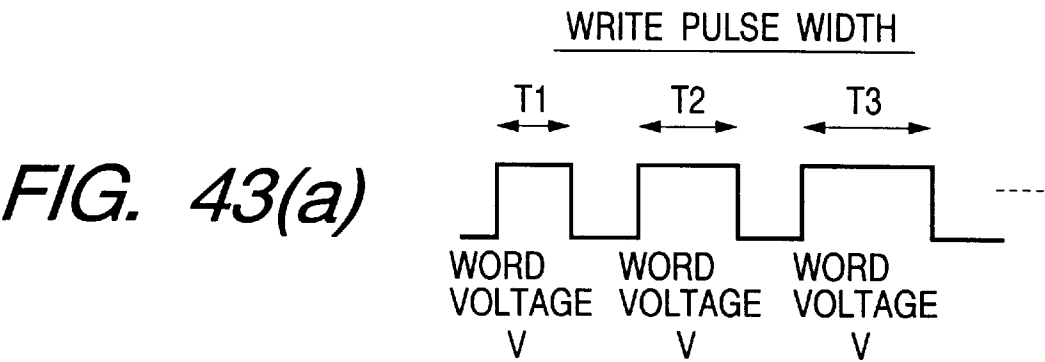 WRITE PULSE WIDTH
T1 T2 T3
FIG. 43(a)
WORD WORD WORD
VOLTAGE VOLTAGE VOLTAGE
V V V